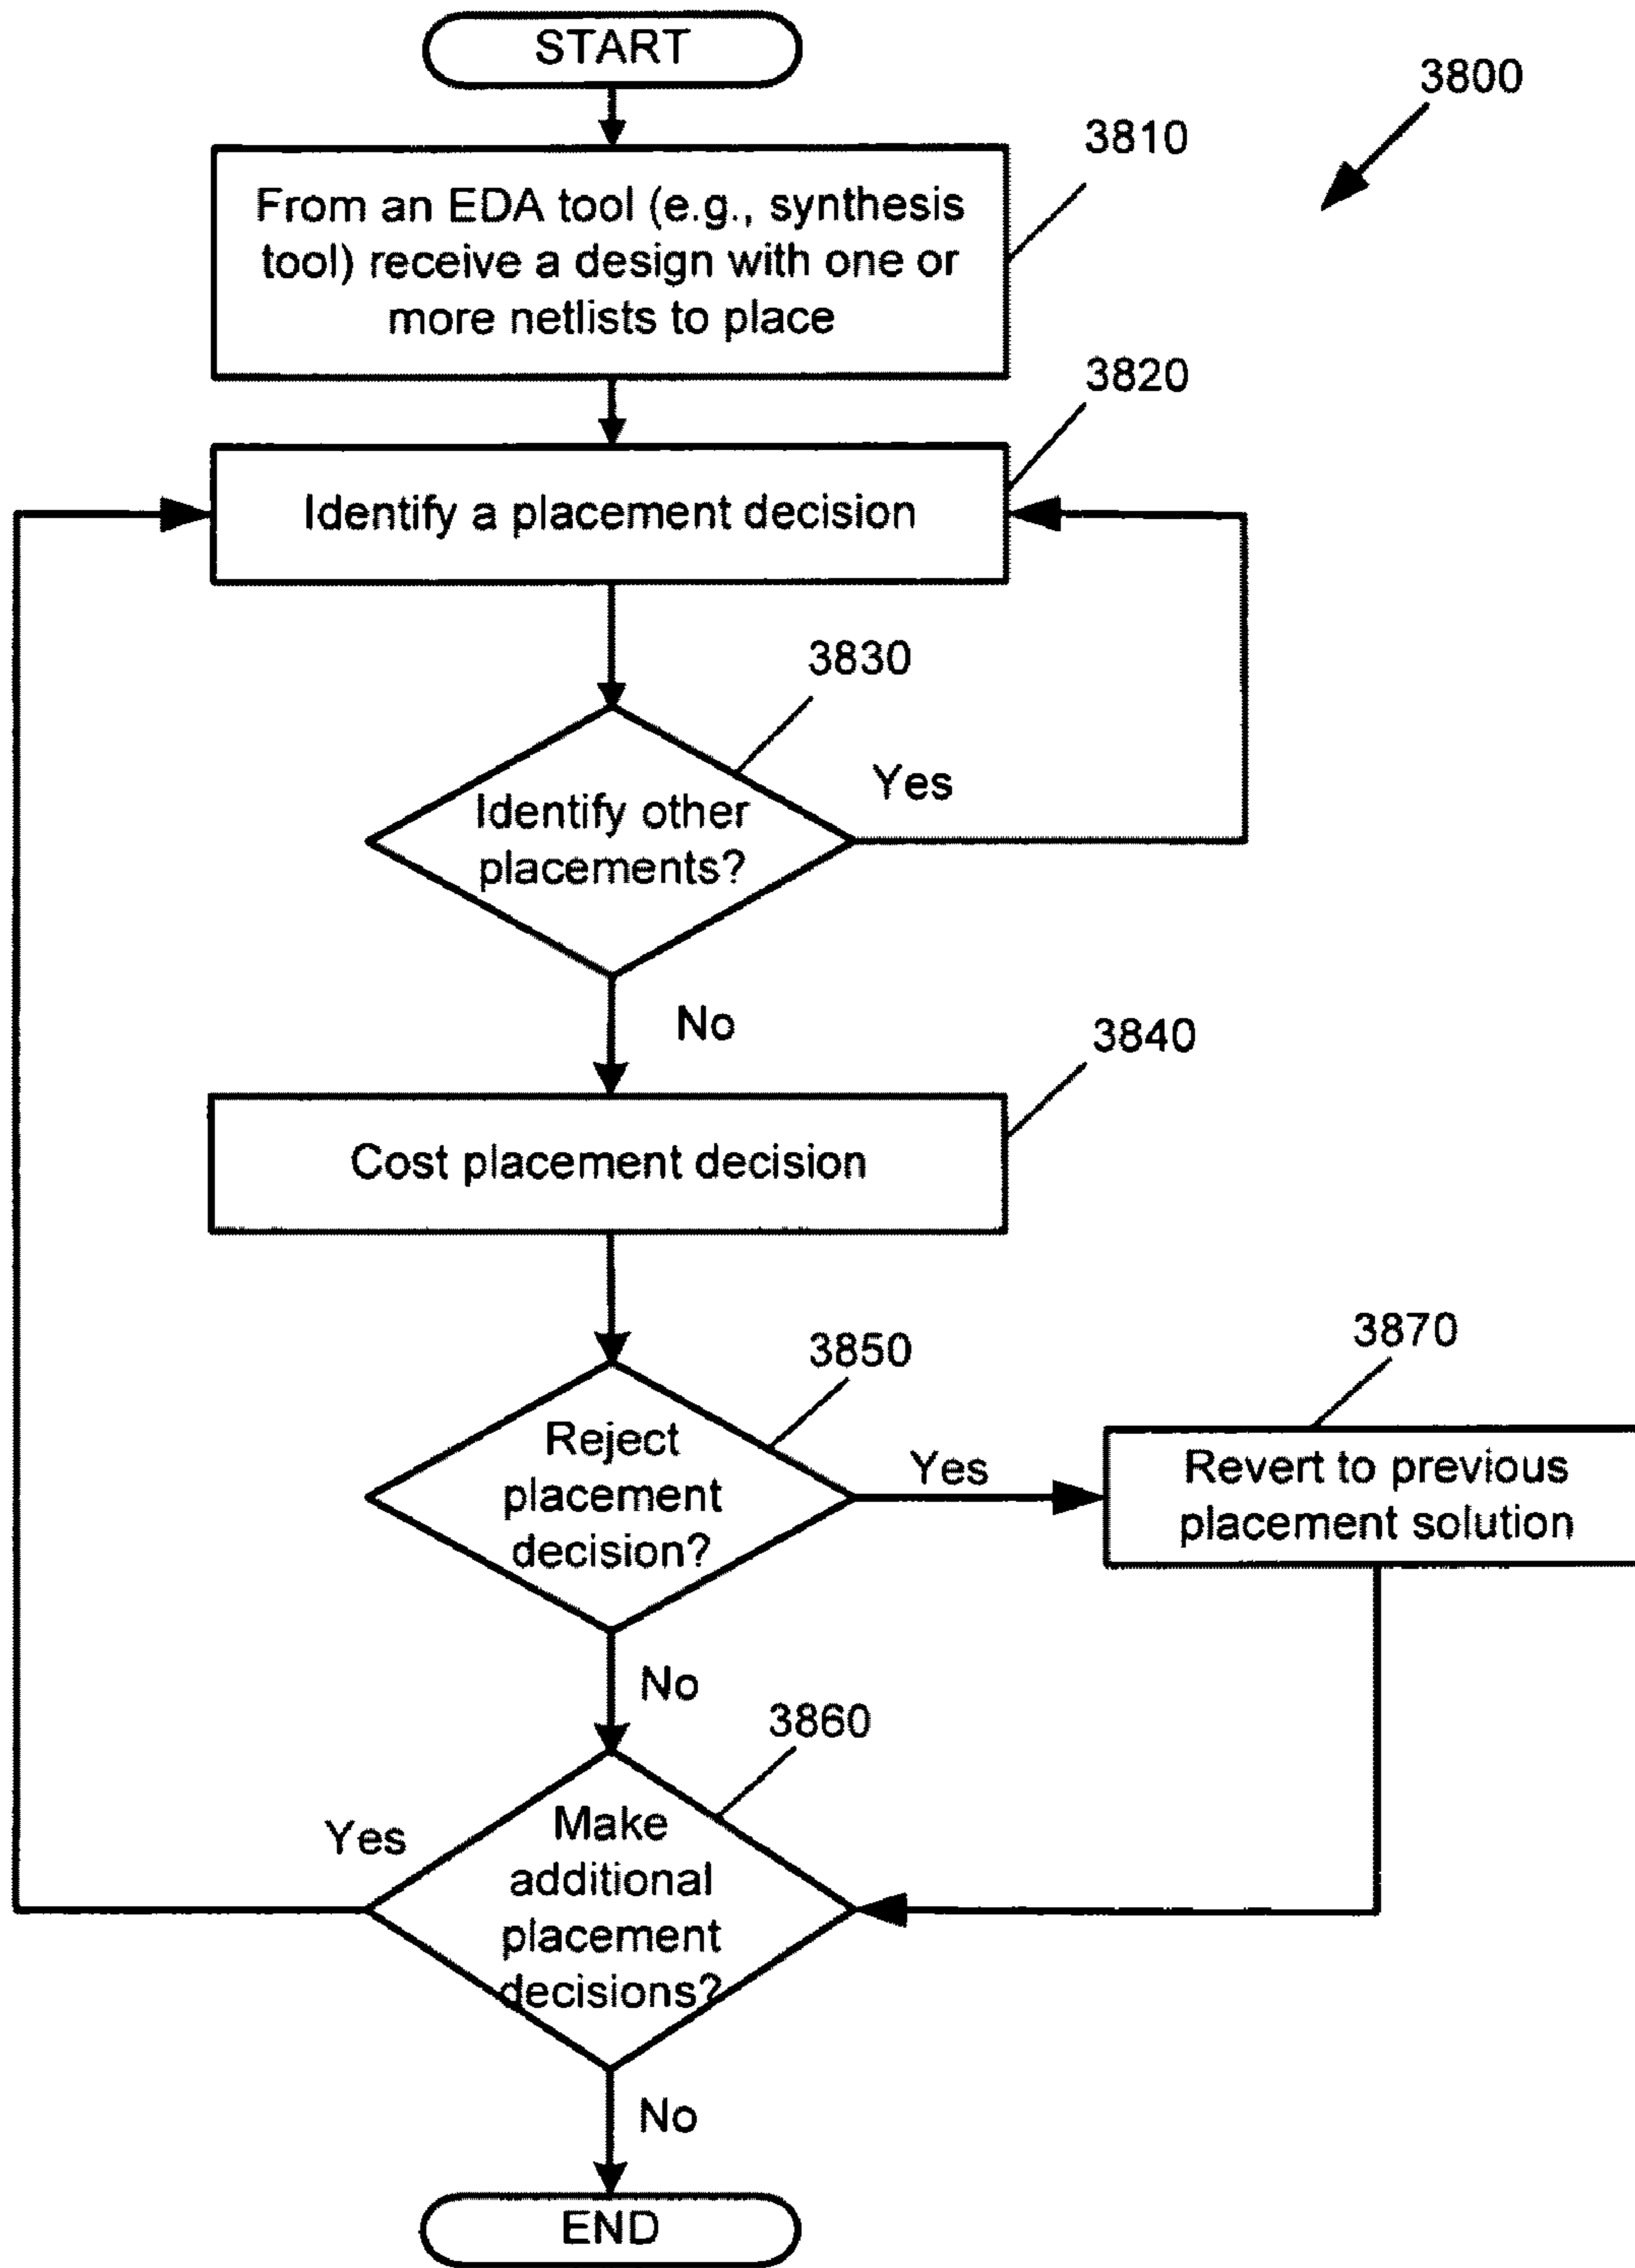 START
3800
3810
From an EDA tool (e.g., synthesis
tool) receive a design with one or
more netlists to place
3820
Identify a placement decision
3830
Yes
Identify other
placements?
No
3840
Cost placement decision
3850
3870
Reject
placement
decision?
Yes
Revert to previous
placement solution
No
3860
Yes
Make
additional
placement
decisions?
No
END